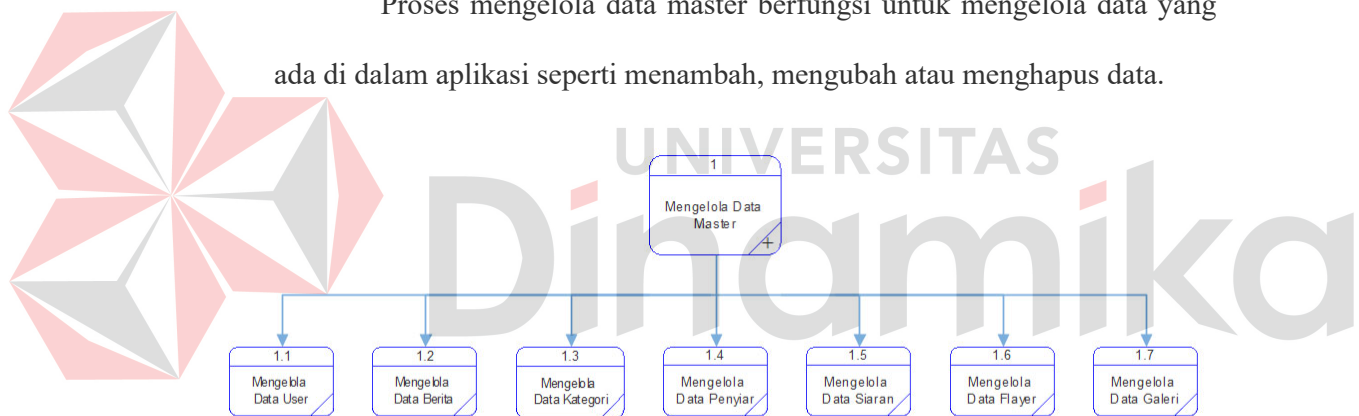 Proses mengelola data master berfungsi untuk mengelola data yang
ada di dalam aplikasi seperti menambah, mengubah atau menghapus data.
UNIVERSITAS
Dinamika
1
Mengelola Data
Master
+
1.1
Mengelola
Data User
1.2
Mengelola
Data Berita
1.3
Mengelola
Data Kategori
1.4
Mengelola
Data Penyiar
1.5
Mengelola
Data Siaran
1.6
Mengelola
Data Flayer
1.7
Mengelola
Data Galeri